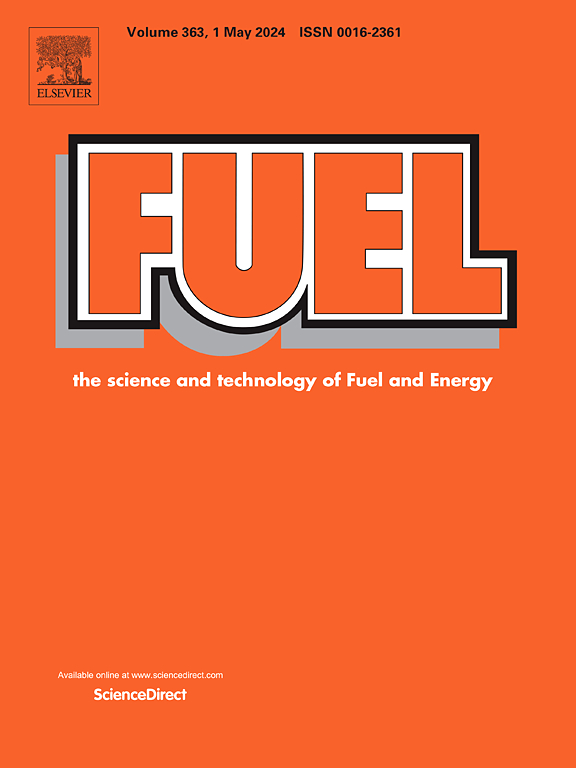 Volume 363, 1 May 2024 ISSN 0016-2361
ELSEVIER
FUEL
the science and technology of Fuel and Energy
Available online at www.sciencedirect.com
ScienceDirect